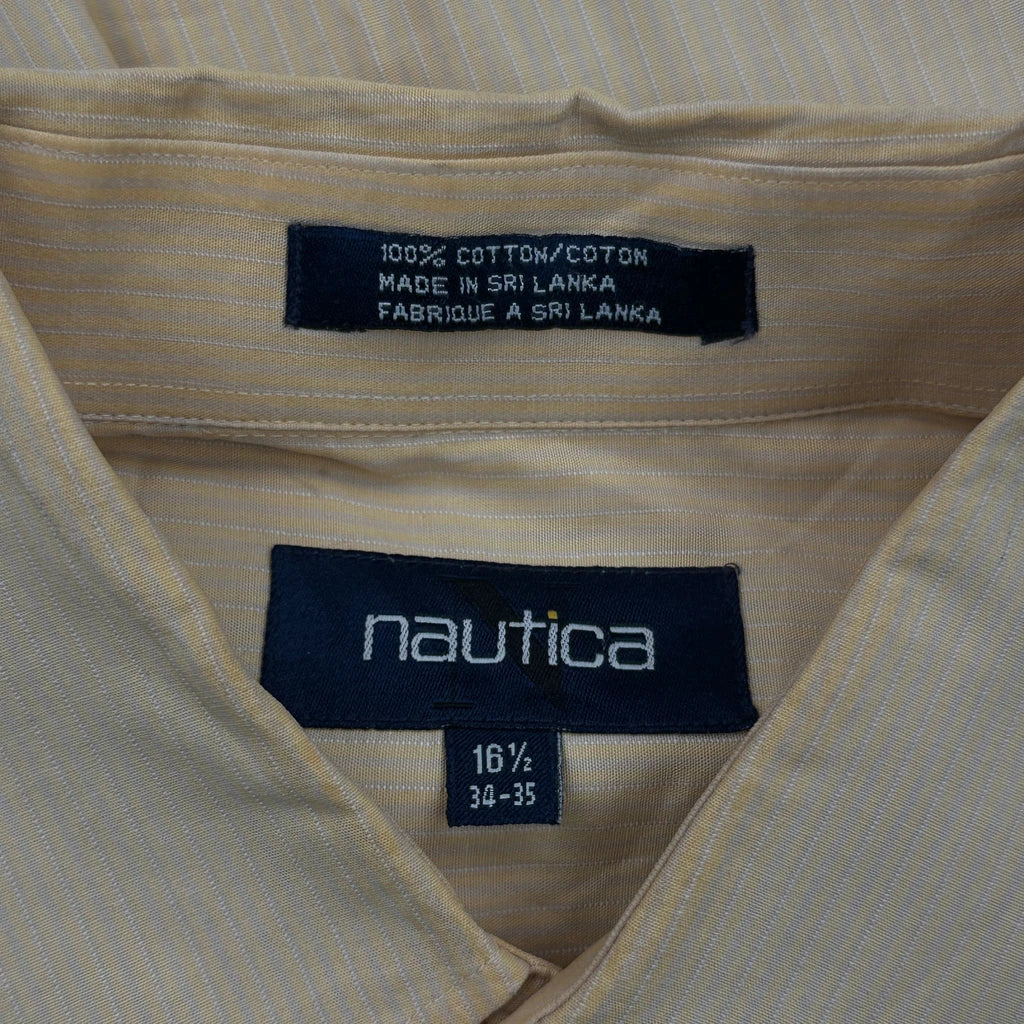 100% COTTON/COTON
MADE IN SRI LANKA
FABRIQUE A SRI LANKA
nautica
16½
34-35